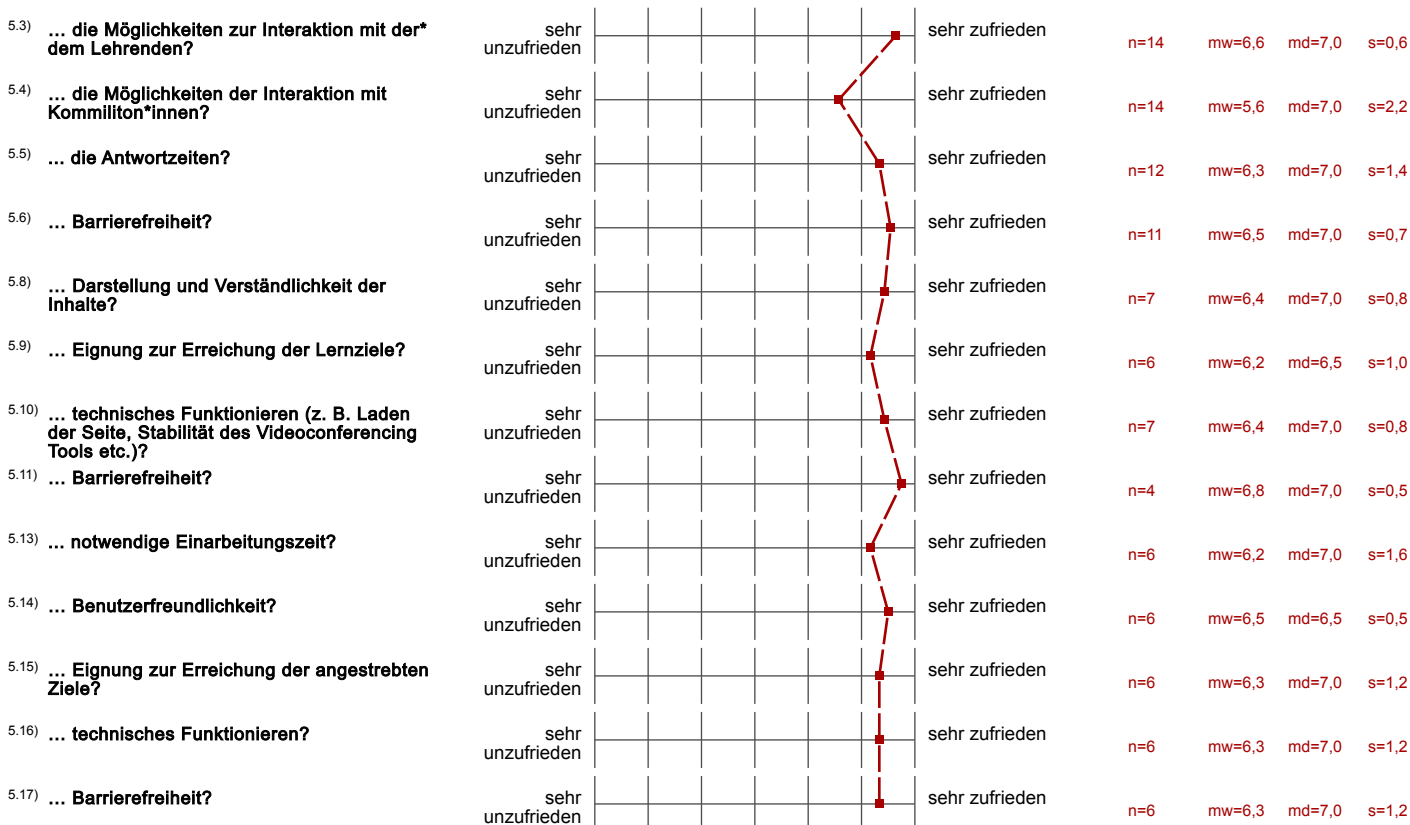 5.3) ... die Möglichkeiten zur Interaktion mit der* sehr sehr zufrieden
dem Lehrenden? unzufrieden n=14 mw=6,6 md=7,0 s=0,6
5.4) ... die Möglichkeiten der Interaktion mit sehr sehr zufrieden
Kommiliton*innen? unzufrieden n=14 mw=5,6 md=7,0 s=2,2
5.5) ... die Antwortzeiten? sehr sehr zufrieden
unzufrieden n=12 mw=6,3 md=7,0 s=1,4
5.6) ... Barrierefreiheit? sehr sehr zufrieden
unzufrieden n=11 mw=6,5 md=7,0 s=0,7
5.8) ... Darstellung und Verständlichkeit der sehr sehr zufrieden
Inhalte? unzufrieden n=7 mw=6,4 md=7,0 s=0,8
5.9) ... Eignung zur Erreichung der Lernziele? sehr sehr zufrieden
unzufrieden n=6 mw=6,2 md=6,5 s=1,0
5.10) ... technisches Funktionieren (z. B. Laden sehr sehr zufrieden
der Seite, Stabilität des Videoconferencing unzufrieden n=7 mw=6,4 md=7,0 s=0,8
Tools etc.)?
5.11) ... Barrierefreiheit? sehr sehr zufrieden
unzufrieden n=4 mw=6,8 md=7,0 s=0,5
5.13) ... notwendige Einarbeitungszeit? sehr sehr zufrieden
unzufrieden n=6 mw=6,2 md=7,0 s=1,6
5.14) ... Benutzerfreundlichkeit? sehr sehr zufrieden
unzufrieden n=6 mw=6,5 md=6,5 s=0,5
5.15) ... Eignung zur Erreichung der angestrebten sehr sehr zufrieden
Ziele? unzufrieden n=6 mw=6,3 md=7,0 s=1,2
5.16) ... technisches Funktionieren? sehr sehr zufrieden
unzufrieden n=6 mw=6,3 md=7,0 s=1,2
5.17) ... Barrierefreiheit? sehr sehr zufrieden
unzufrieden n=6 mw=6,3 md=7,0 s=1,2